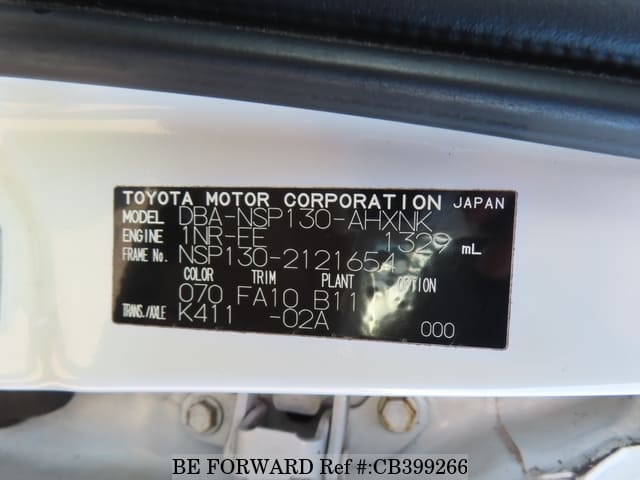 TOYOTA MOTOR CORPORATION JAPAN
MODEL DBA-NSP130-AHXNK
ENGINE 1NR-FE 1329 mL
FRAME No. NSP130-2121654
COLOR TRIM PLANT OPTION
070 FA10 B11
TRANS./AXLE K411 -02A
000
BE FORWARD Ref #CB399266